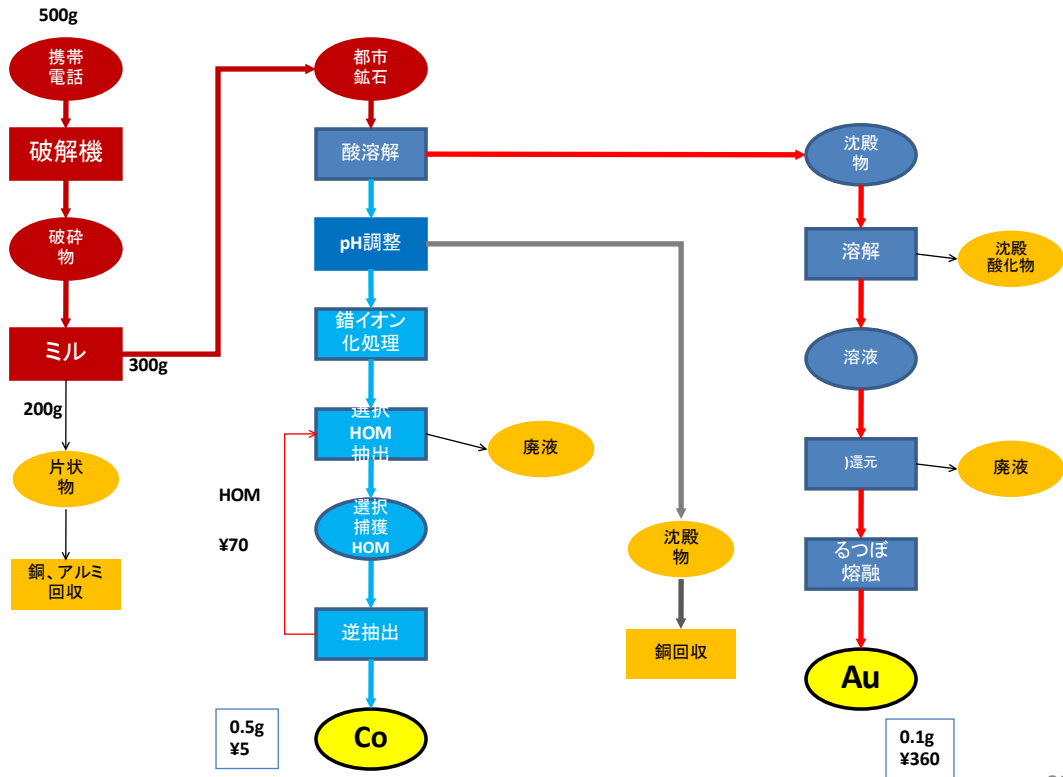 500g
携帯
電話
破解機
破砕
物
ミル
300g
200g
片状
物
銅、アルミ
回収
都市
鉱石
酸溶解
pH調整
錯イオン
化処理
選択
HOM
抽出
廃液
HOM
¥70
選択
捕獲
HOM
逆抽出
0.5g
¥5
Co
沈殿
物
銅回収
沈殿
物
溶解
沈殿
酸化物
溶液
)還元
廃液
るつぼ
熔融
Au
0.1g
¥360